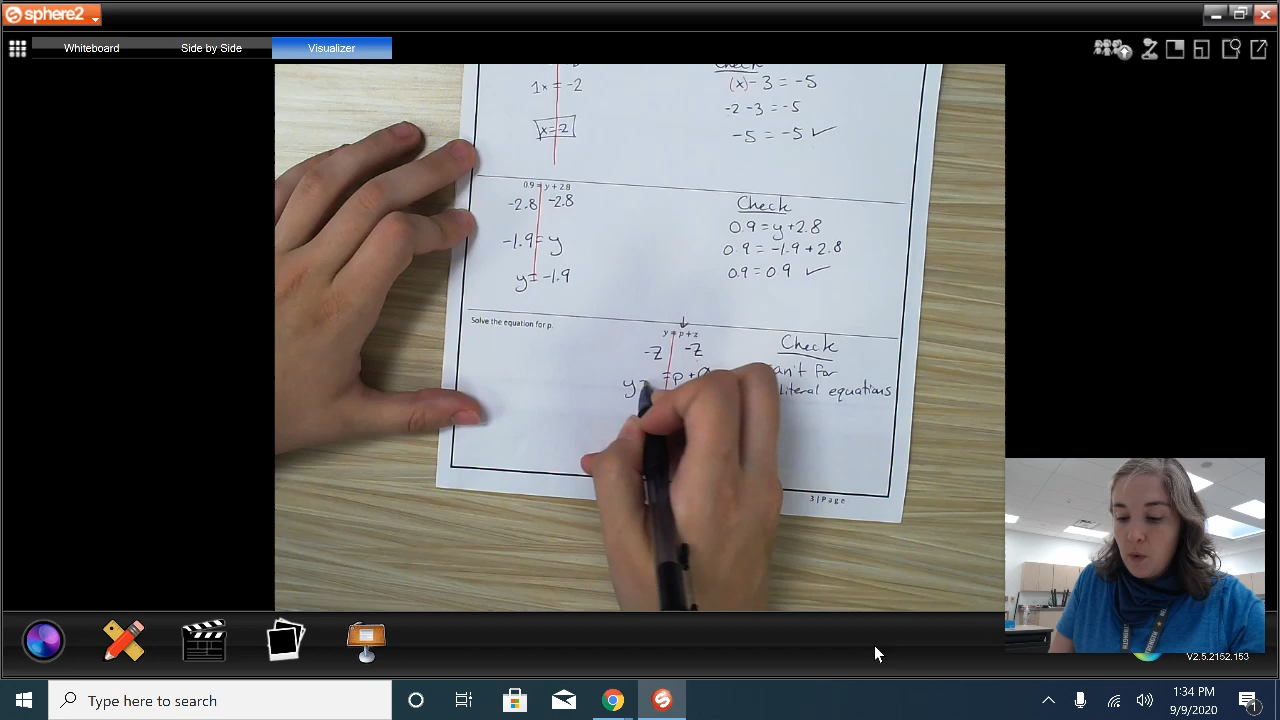 sphere2
Whiteboard
Side by Side
Visualizer
1x = -2
x = -2
Check
(x) - 3 = -5
-2 - 3 = -5
-5 = -5 ✓
0.9 = y + 2.8
-2.8 -2.8
-1.9 = y
y = -1.9
Check
0.9 = y + 2.8
0.9 = -1.9 + 2.8
0.9 = 0.9 ✓
Solve the equation for p.
y = p + z
-z -z
= p +
y
Check
for
literal equations
3 | Page
V2.5.2152.163
Type here to search
1:34 PM
9/9/2020
1